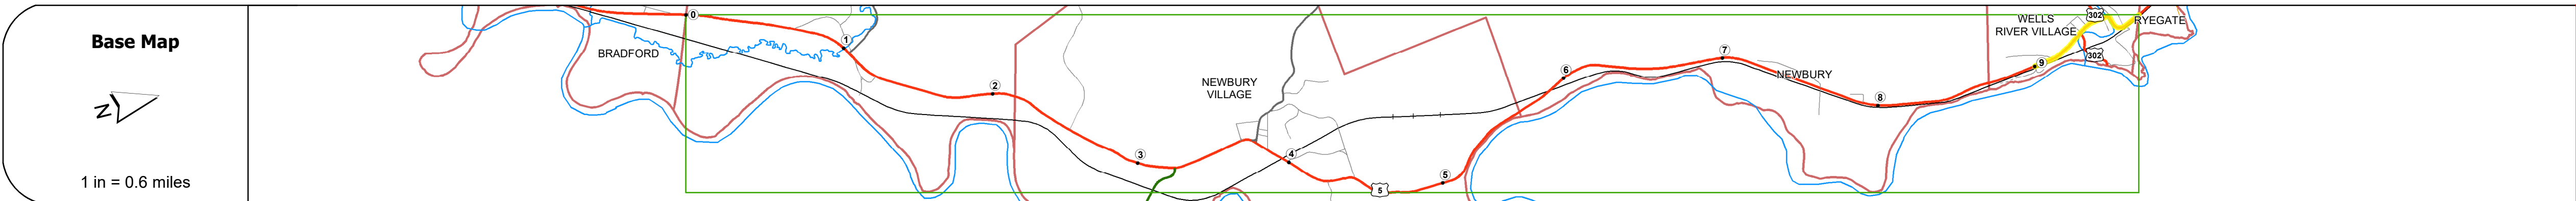 Base Map
N
1 in = 0.6 miles
BRADFORD
0
1
2
3
NEWBURY
VILLAGE
4
5
5
6
7
NEWBURY
8
9
WELLS
RIVER VILLAGE
302
302
RYEGATE